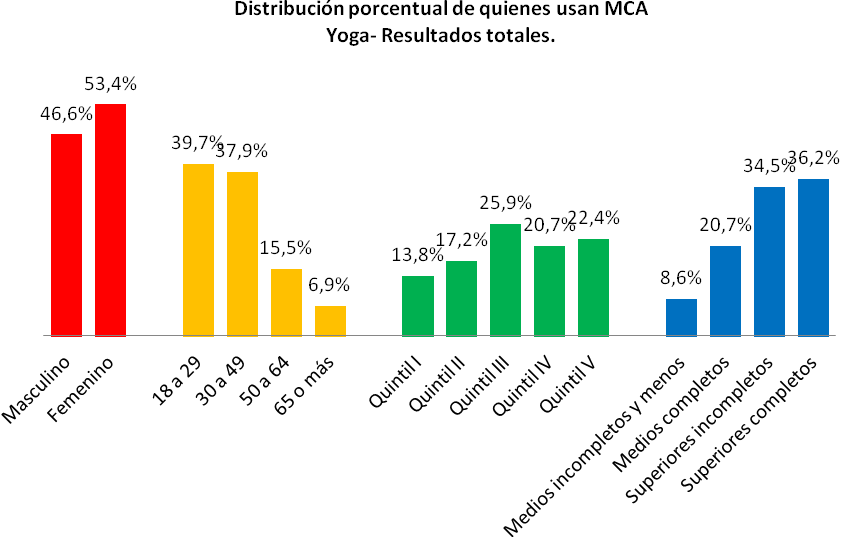 Distribución porcentual de quienes usan MCA
Yoga- Resultados totales.
46,6%
53,4%
39,7%
37,9%
15,5%
6,9%
13,8%
17,2%
25,9%
20,7%
22,4%
8,6%
20,7%
34,5%
36,2%
Masculino
Femenino
18 a 29
30 a 49
50 a 64
65 o más
Quintil I
Quintil II
Quintil III
Quintil IV
Quintil V
Medios incompletos y menos
Medios completos
Superiores incompletos
Superiores completos